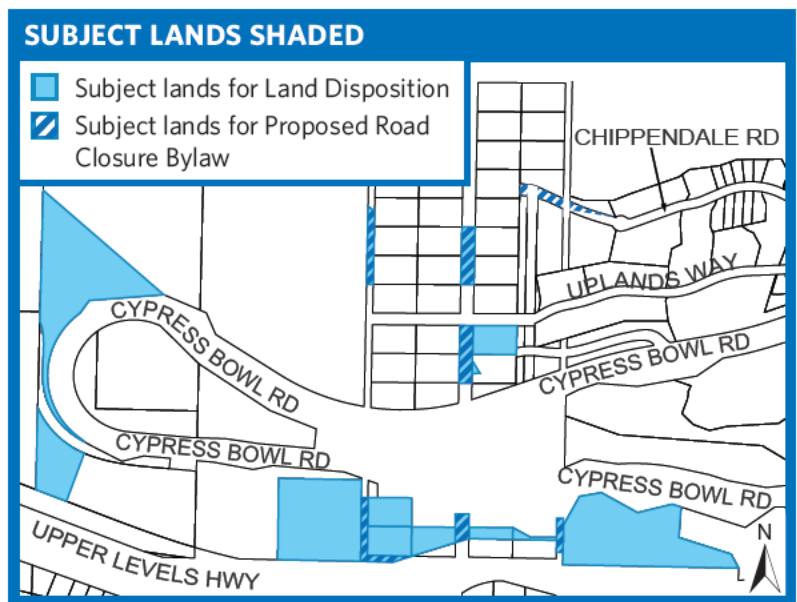 SUBJECT LANDS SHADED
Subject lands for Land Disposition
Subject lands for Proposed Road
Closure Bylaw
CHIPPENDALE RD
UPLANDS WAY
CYPRESS BOWL RD
CYPRESS BOWL RD
CYPRESS BOWL RD
CYPRESS BOWL RD
UPPER LEVELS HWY
N